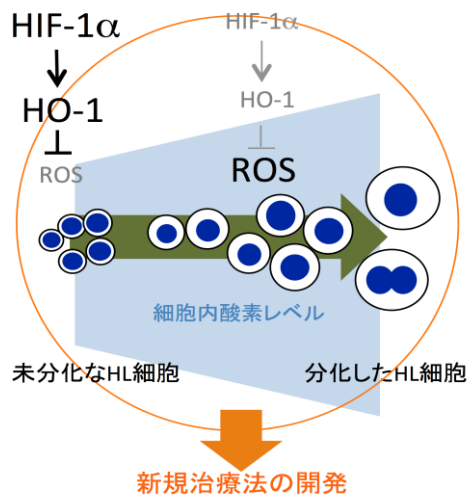 HIF-1α
HO-1
ROS
HIF-1α
HO-1
ROS
細胞内酸素レベル
未分化なHL細胞
分化したHL細胞
新規治療法の開発